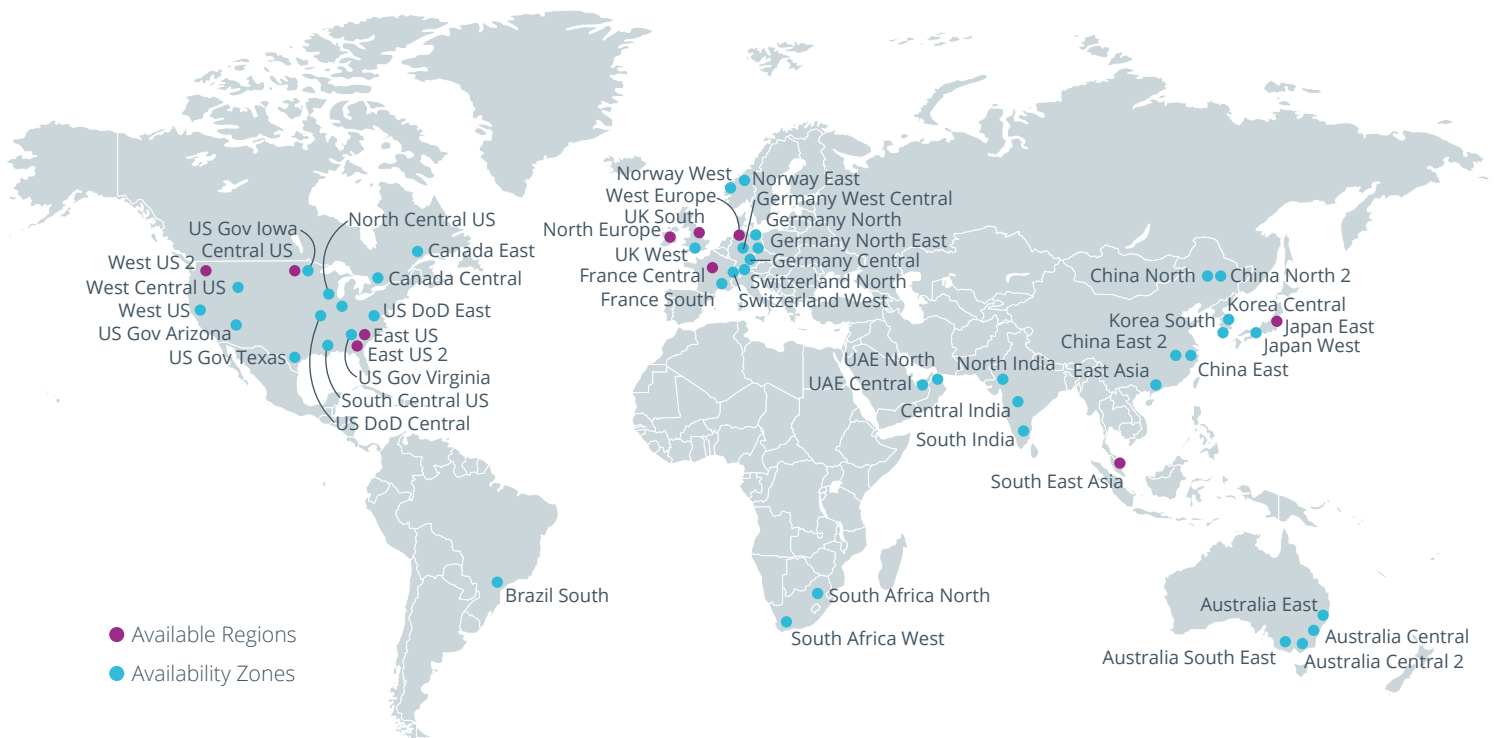 Norway West
Norway East
West Europe
Germany West Central
UK South
Germany North
North Europe
Germany North East
UK West
Germany Central
France Central
Switzerland North
France South
Switzerland West
US Gov Iowa
North Central US
Central US
Canada East
West US 2
Canada Central
West Central US
West US
US DoD East
US Gov Arizona
East US
US Gov Texas
East US 2
US Gov Virginia
South Central US
US DoD Central
China North
China North 2
Korea Central
Korea South
Japan East
China East 2
Japan West
UAE North
North India
East Asia
China East
UAE Central
Central India
South India
South East Asia
Brazil South
South Africa North
South Africa West
Australia East
Australia Central
Australia South East
Australia Central 2
Available Regions
Availability Zones